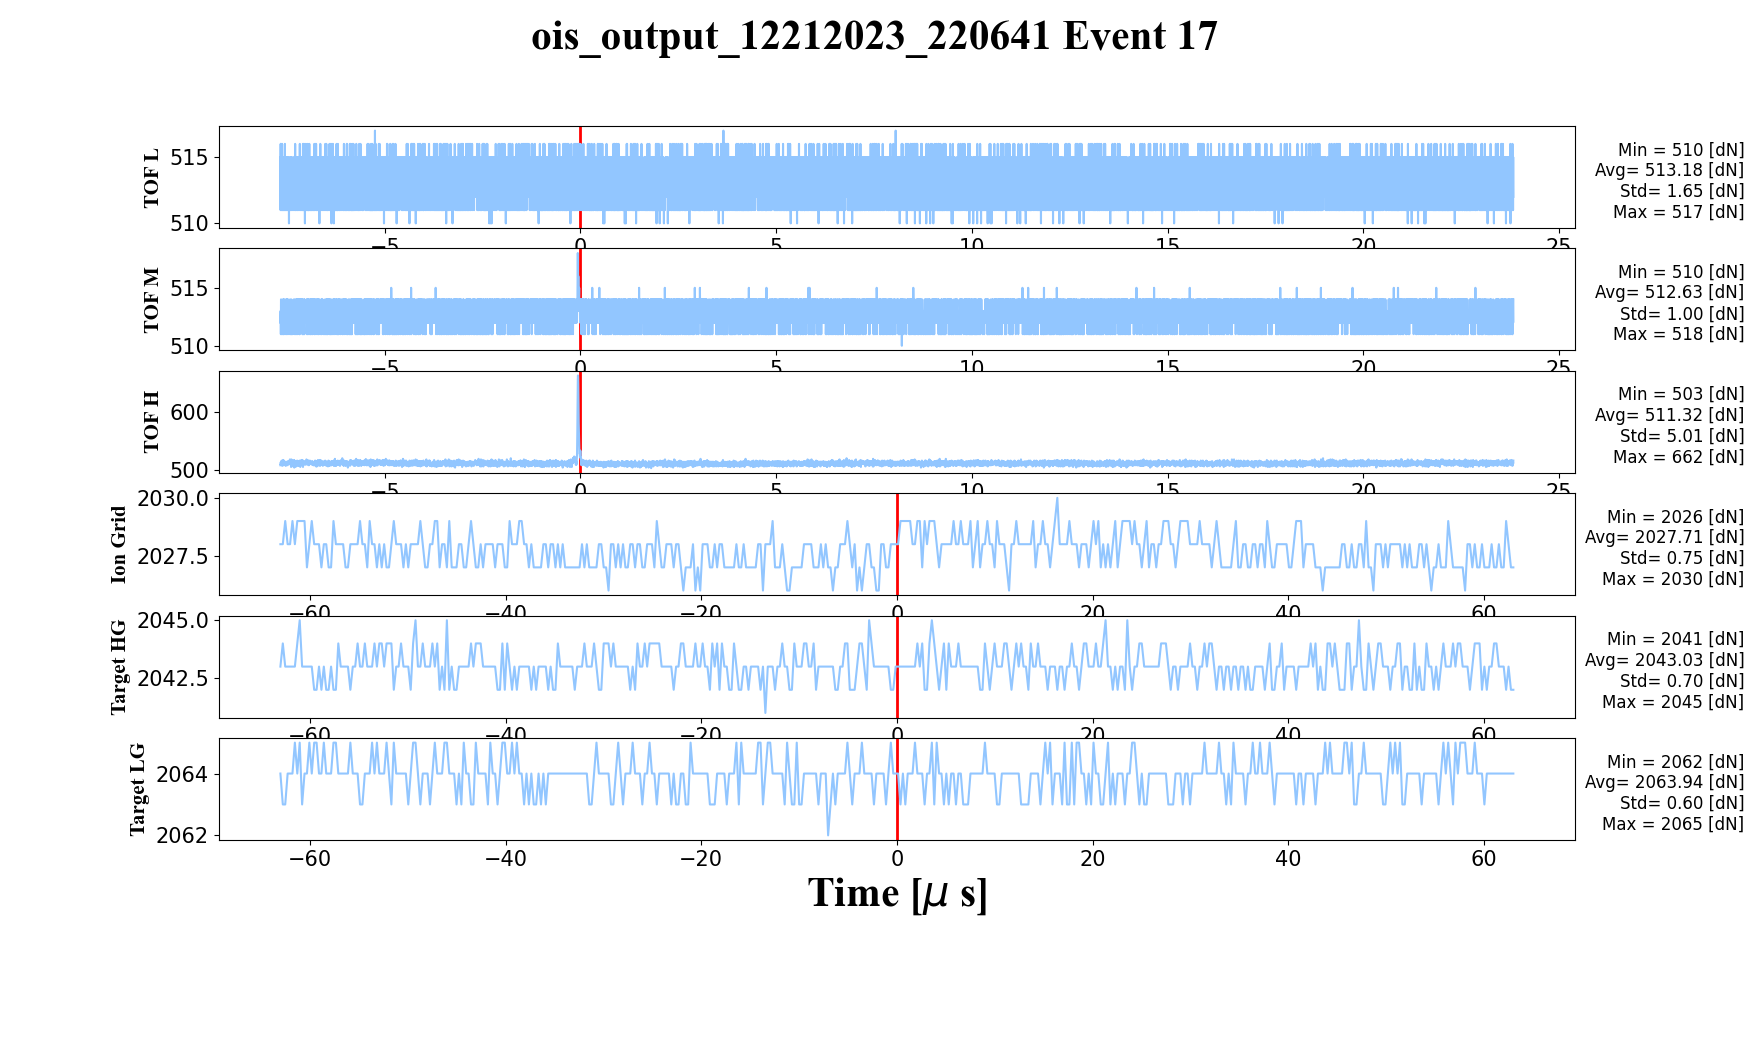 ois_output_12212023_220641 Event 17
TOF L
515
510
−5 0 5 10 15 20 25
Min = 510 [dN]
Avg= 513.18 [dN]
Std= 1.65 [dN]
Max = 517 [dN]
TOF M
515
510
−5 0 5 10 15 20 25
Min = 510 [dN]
Avg= 512.63 [dN]
Std= 1.00 [dN]
Max = 518 [dN]
TOF H
600
500
−5 0 5 10 15 20 25
Min = 503 [dN]
Avg= 511.32 [dN]
Std= 5.01 [dN]
Max = 662 [dN]
Ion Grid
2030.0
2027.5
−60 −40 −20 0 20 40 60
Min = 2026 [dN]
Avg= 2027.71 [dN]
Std= 0.75 [dN]
Max = 2030 [dN]
Target HG
2045.0
2042.5
−60 −40 −20 0 20 40 60
Min = 2041 [dN]
Avg= 2043.03 [dN]
Std= 0.70 [dN]
Max = 2045 [dN]
Target LG
2064
2062
−60 −40 −20 0 20 40 60
Min = 2062 [dN]
Avg= 2063.94 [dN]
Std= 0.60 [dN]
Max = 2065 [dN]
Time [μ s]